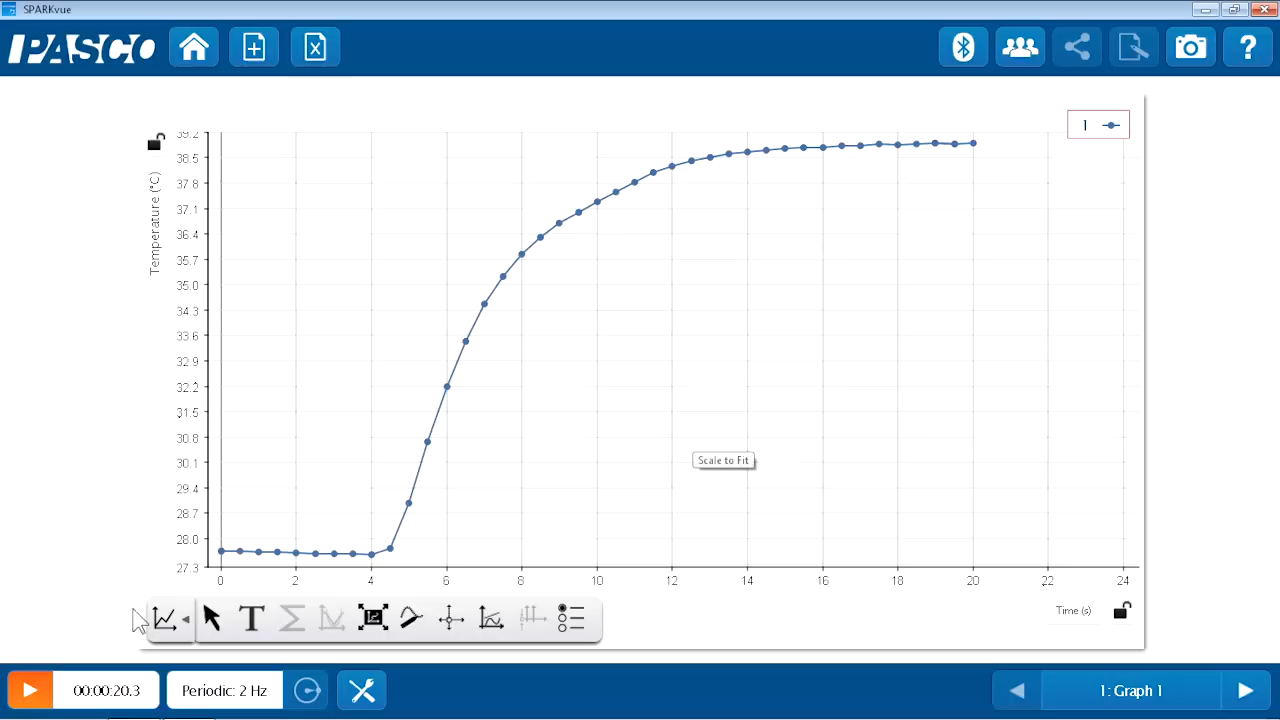 SPARKvue
PASCO
1
39.2
38.5
37.8
37.1
36.4
35.7
35.0
34.3
33.6
32.9
32.2
31.5
30.8
30.1
29.4
28.7
28.0
27.3
Temperature (°C)
Scale to Fit
0 2 4 6 8 10 12 14 16 18 20 22 24
Time (s)
T
00:00:20.3
Periodic: 2 Hz
1: Graph 1